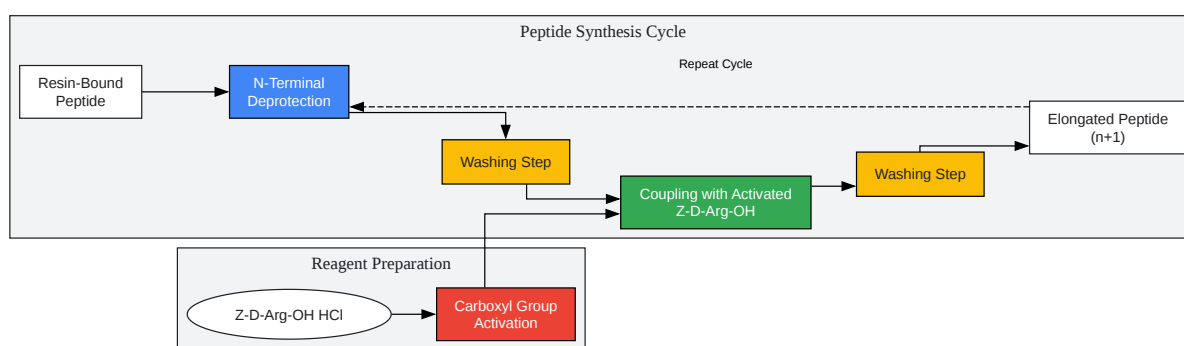 Peptide Synthesis Cycle
Repeat Cycle
Resin-Bound
Peptide
N-Terminal
Deprotection
Washing Step
Coupling with Activated
Z-D-Arg-OH
Washing Step
Elongated Peptide
(n+1)
Reagent Preparation
Z-D-Arg-OH HCl
Carboxyl Group
Activation